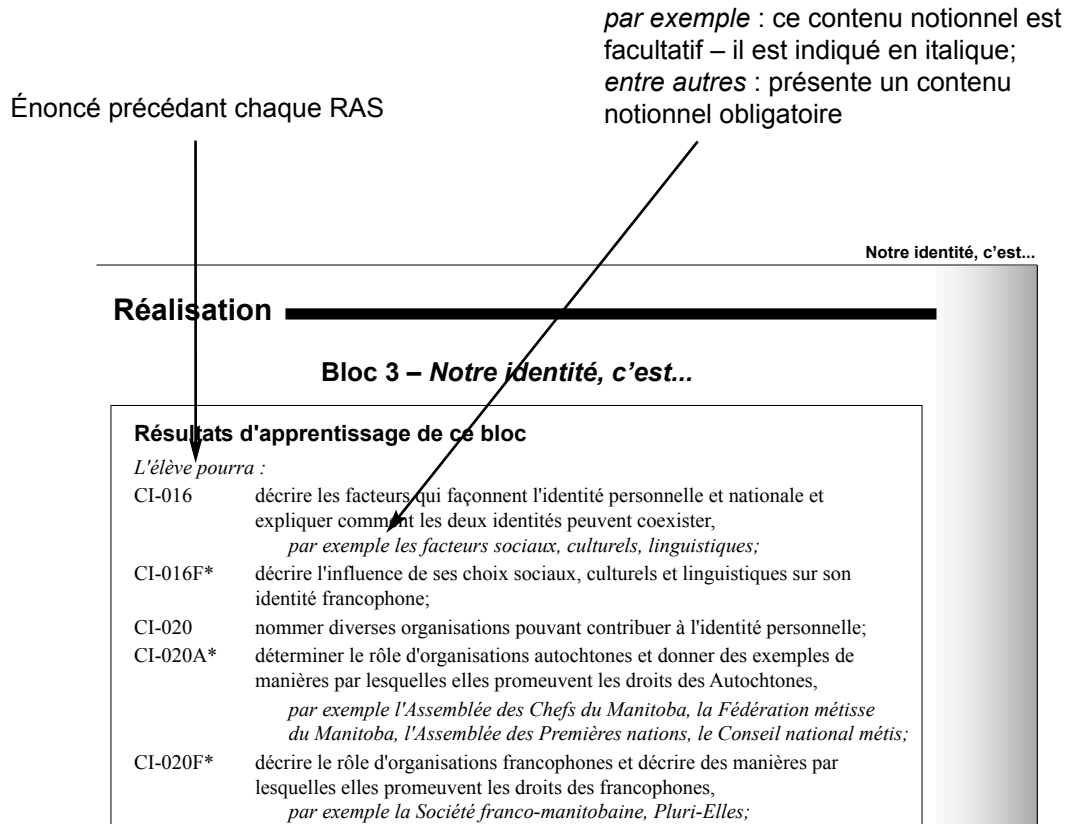 par exemple : ce contenu notionnel est
facultatif – il est indiqué en italique;
entre autres : présente un contenu
notionnel obligatoire
Énoncé précédant chaque RAS
Notre identité, c’est...
Réalisation
Bloc 3 – Notre identité, c’est...
Résultats d'apprentissage de ce bloc
L'élève pourra :
CI-016 décrire les facteurs qui façonnent l'identité personnelle et nationale et
expliquer comment les deux identités peuvent coexister,
par exemple les facteurs sociaux, culturels, linguistiques;
CI-016F* décrire l'influence de ses choix sociaux, culturels et linguistiques sur son
identité francophone;
CI-020 nommer diverses organisations pouvant contribuer à l'identité personnelle;
CI-020A* déterminer le rôle d'organisations autochtones et donner des exemples de
manières par lesquelles elles promeuvent les droits des Autochtones,
par exemple l'Assemblée des Chefs du Manitoba, la Fédération métisse
du Manitoba, l'Assemblée des Premières nations, le Conseil national métis;
CI-020F* décrire le rôle d'organisations francophones et décrire des manières par
lesquelles elles promeuvent les droits des francophones,
par exemple la Société franco-manitobaine, Pluri-Elles;